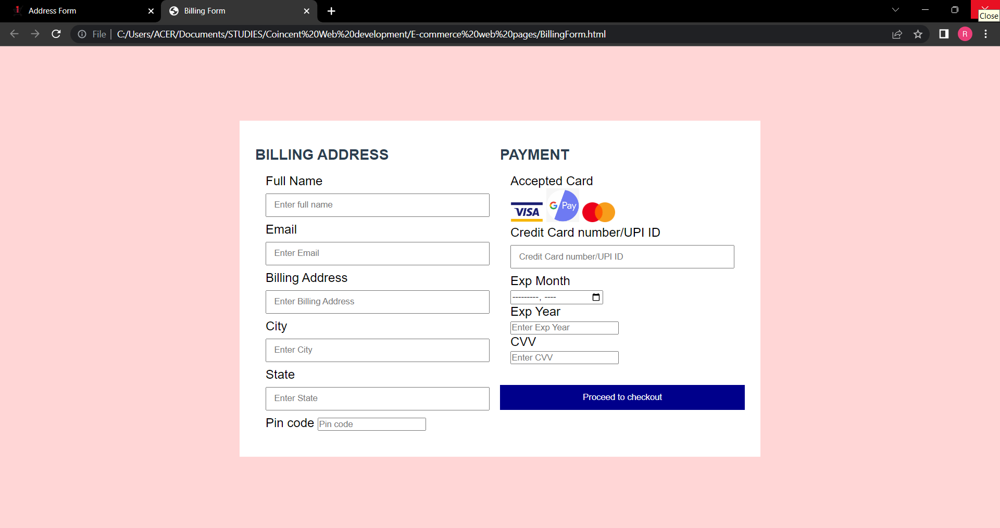 1 Address Form
Billing Form
Close
File C:/Users/ACER/Documents/STUDIES/Coincent%20Web%20development/E-commerce%20web%20pages/BillingForm.html
R
BILLING ADDRESS
Full Name
Enter full name
Email
Enter Email
Billing Address
Enter Billing Address
City
Enter City
State
Enter State
Pin code Pin code
PAYMENT
Accepted Card
VISA G Pay
Credit Card number/UPI ID
Credit Card number/UPI ID
Exp Month
---------, ----
Exp Year
Enter Exp Year
CVV
Enter CVV
Proceed to checkout